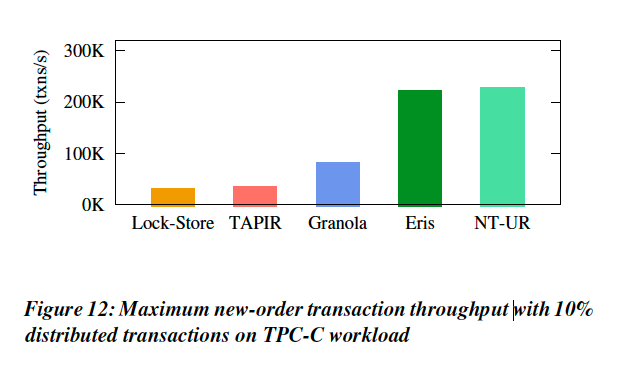 300K
200K
100K
0K
Throughput (txns/s)
Lock-Store TAPIR Granola Eris NT-UR
Figure 12: Maximum new-order transaction throughput with 10%
distributed transactions on TPC-C workload